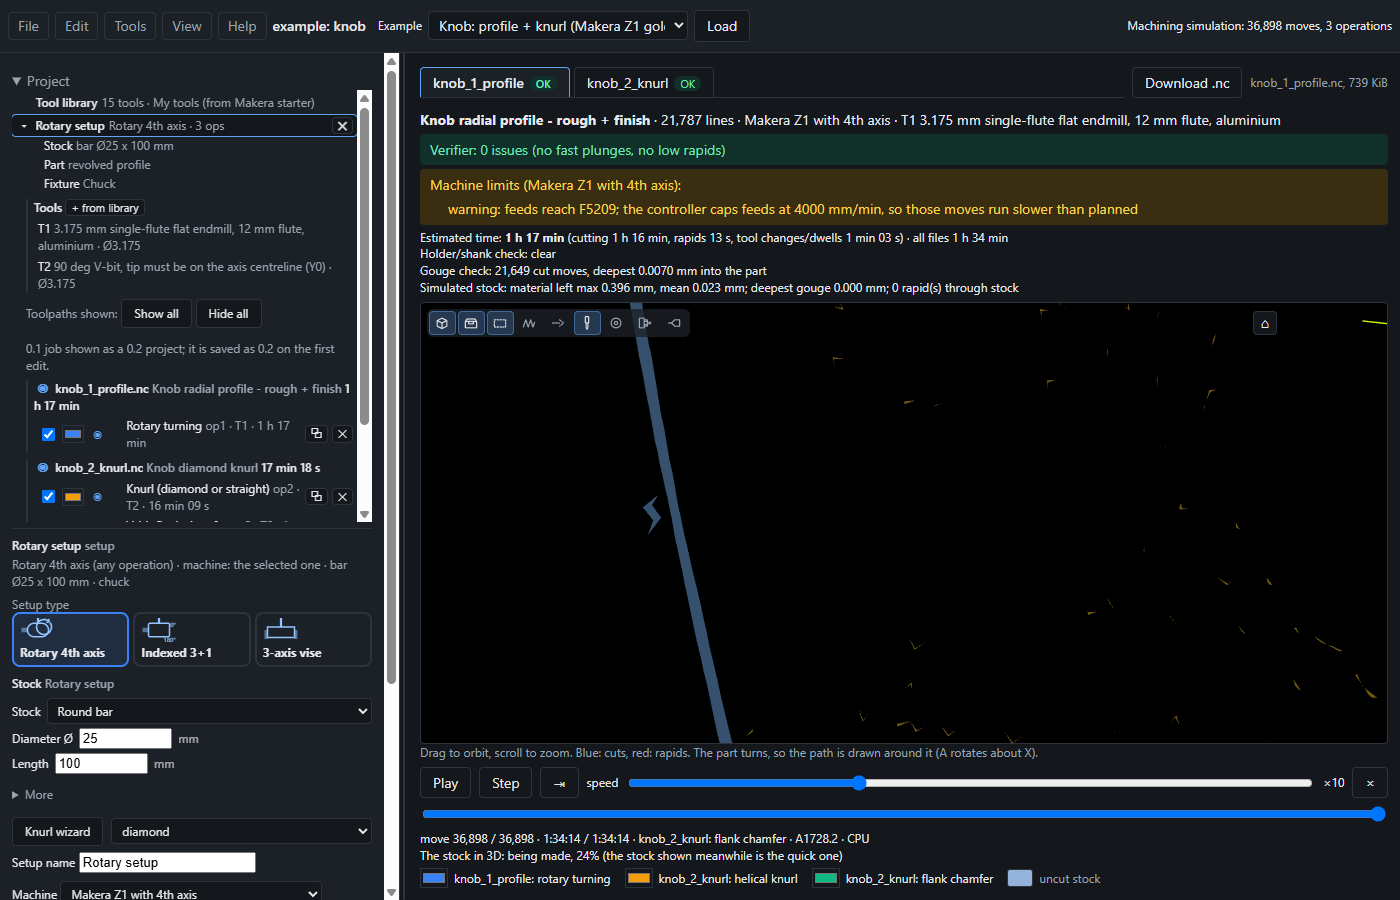 File Edit Tools View Help example: knob Example Knob: profile + knurl (Makera Z1 gol Load Machining simulation: 36,898 moves, 3 operations
Project
Tool library 15 tools · My tools (from Makera starter)
Rotary setup Rotary 4th axis · 3 ops
Stock bar Ø25 x 100 mm
Part revolved profile
Fixture Chuck
Tools + from library
T1 3.175 mm single-flute flat endmill, 12 mm flute,
aluminium · Ø3.175
T2 90 deg V-bit, tip must be on the axis centreline (Y0) ·
Ø3.175
Toolpaths shown: Show all Hide all
0.1 job shown as a 0.2 project; it is saved as 0.2 on the first
edit.
knob_1_profile.nc Knob radial profile - rough + finish 1
h 17 min
Rotary turning op1 · T1 · 1 h 17
min
knob_2_knurl.nc Knob diamond knurl 17 min 18 s
Knurl (diamond or straight) op2 ·
T2 · 16 min 09 s
Rotary setup setup
Rotary 4th axis (any operation) · machine: the selected one · bar
Ø25 x 100 mm · chuck
Setup type
Rotary 4th axis Indexed 3+1 3-axis vise
Stock Rotary setup
Stock Round bar
Diameter Ø 25 mm
Length 100 mm
More
Knurl wizard diamond
Setup name Rotary setup
Machine Makera Z1 with 4th axis
knob_1_profile OK knob_2_knurl OK Download .nc knob_1_profile.nc, 739 KiB
Knob radial profile - rough + finish · 21,787 lines · Makera Z1 with 4th axis · T1 3.175 mm single-flute flat endmill, 12 mm flute, aluminium
Verifier: 0 issues (no fast plunges, no low rapids)
Machine limits (Makera Z1 with 4th axis):
warning: feeds reach F5209; the controller caps feeds at 4000 mm/min, so those moves run slower than planned
Estimated time: 1 h 17 min (cutting 1 h 16 min, rapids 13 s, tool changes/dwells 1 min 03 s) · all files 1 h 34 min
Holder/shank check: clear
Gouge check: 21,649 cut moves, deepest 0.0070 mm into the part
Simulated stock: material left max 0.396 mm, mean 0.023 mm; deepest gouge 0.000 mm; 0 rapid(s) through stock
Drag to orbit, scroll to zoom. Blue: cuts, red: rapids. The part turns, so the path is drawn around it (A rotates about X).
Play Step speed ×10
move 36,898 / 36,898 · 1:34:14 / 1:34:14 · knob_2_knurl: flank chamfer · A1728.2 · CPU
The stock in 3D: being made, 24% (the stock shown meanwhile is the quick one)
knob_1_profile: rotary turning knob_2_knurl: helical knurl knob_2_knurl: flank chamfer uncut stock